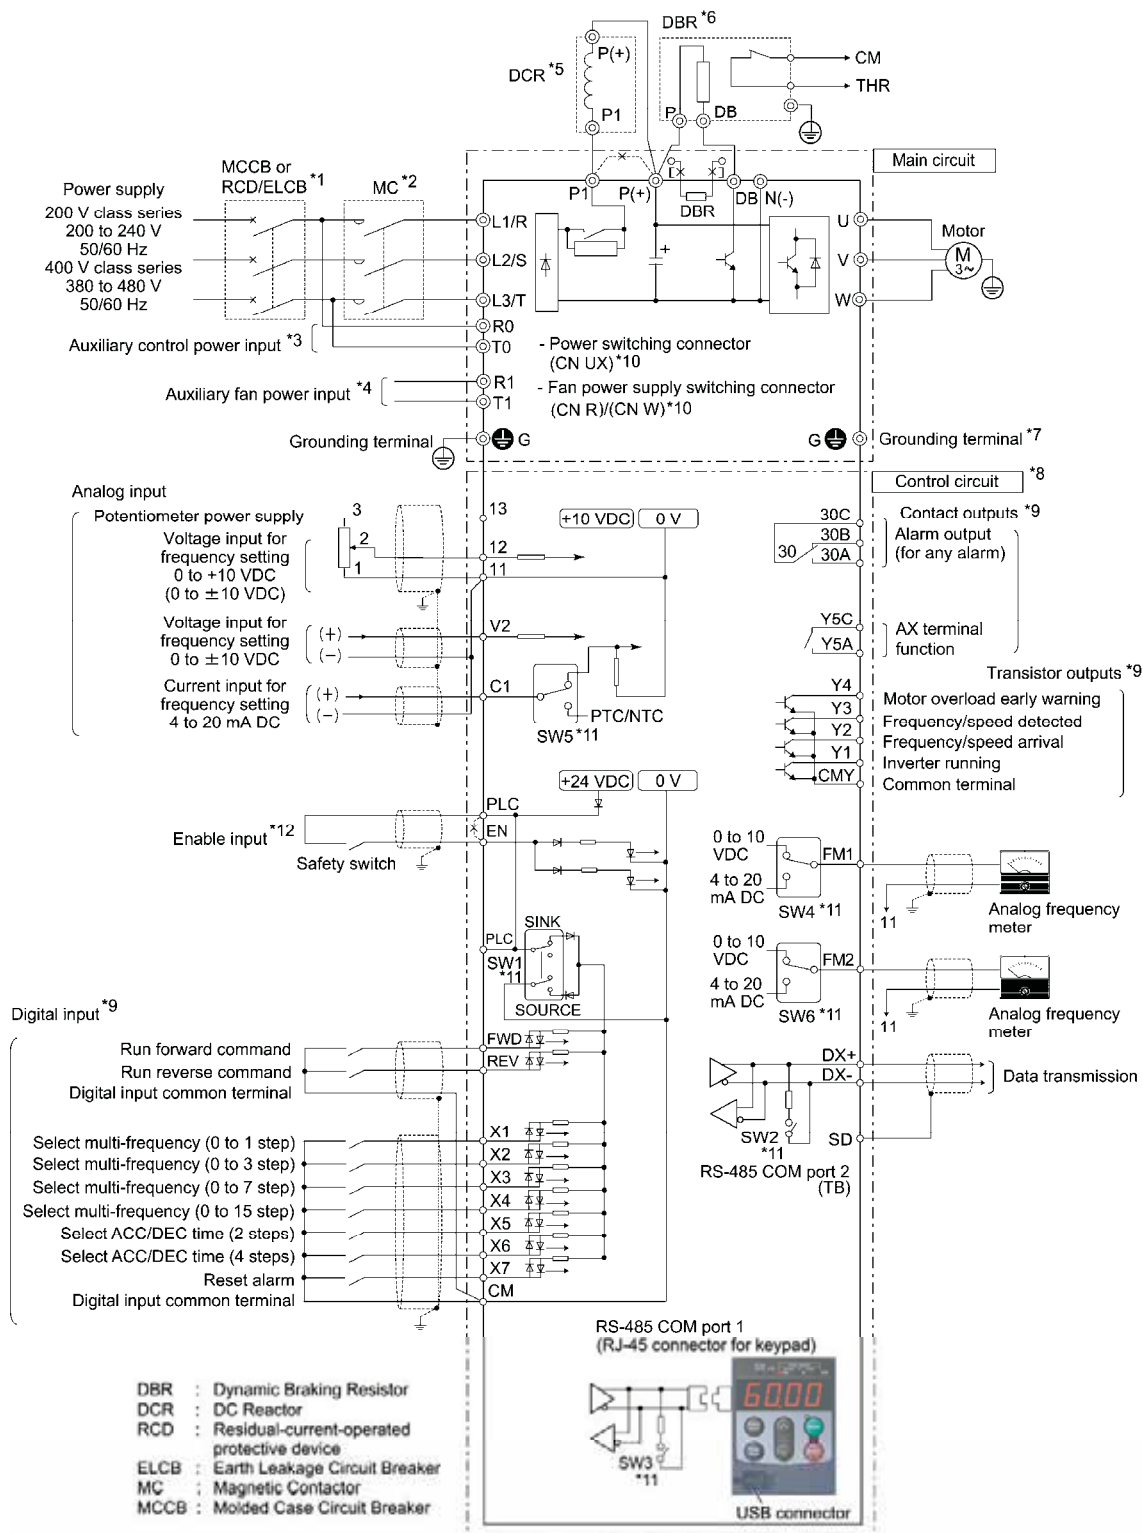 DBR *6
P(+)
DCR *5
CM
THR
P1
P
DB
Main circuit
MCCB or
RCD/ELCB *1
MC *2
Power supply
200 V class series
200 to 240 V
50/60 Hz
400 V class series
380 to 480 V
50/60 Hz
P1
P(+)
DBR
DB
N(-)
L1/R
L2/S
L3/T
R0
T0
+
U
V
W
Motor
M
3~
Auxiliary control power input *3
- Power switching connector
(CN UX) *10
Auxiliary fan power input *4
R1
T1
- Fan power supply switching connector
(CN R)/(CN W) *10
Grounding terminal
G
G
Grounding terminal *7
Control circuit *8
Analog input
Potentiometer power supply
Voltage input for
frequency setting
0 to +10 VDC
(0 to ±10 VDC)
3
2
1
13
12
11
+10 VDC
0 V
30C
30B
30A
30
Contact outputs *9
Alarm output
(for any alarm)
Voltage input for
frequency setting
0 to ±10 VDC
(+)
(−)
V2
Y5C
Y5A
AX terminal
function
Current input for
frequency setting
4 to 20 mA DC
(+)
(−)
C1
PTC/NTC
SW5 *11
Transistor outputs *9
Y4
Motor overload early warning
Y3
Frequency/speed detected
Y2
Frequency/speed arrival
Y1
Inverter running
CMY
Common terminal
+24 VDC
0 V
PLC
EN
Enable input *12
Safety switch
0 to 10
VDC
4 to 20
mA DC
FM1
SW4 *11
11
Analog frequency
meter
SINK
PLC
SW1
*11
SOURCE
0 to 10
VDC
4 to 20
mA DC
FM2
SW6 *11
11
Analog frequency
meter
Digital input *9
Run forward command
FWD
Run reverse command
REV
Digital input common terminal
DX+
DX-
Data transmission
SD
SW2
*11
RS-485 COM port 2
(TB)
Select multi-frequency (0 to 1 step)
X1
Select multi-frequency (0 to 3 step)
X2
Select multi-frequency (0 to 7 step)
X3
Select multi-frequency (0 to 15 step)
X4
Select ACC/DEC time (2 steps)
X5
Select ACC/DEC time (4 steps)
X6
Reset alarm
X7
Digital input common terminal
CM
RS-485 COM port 1
(RJ-45 connector for keypad)
60.00
SW3
*11
USB connector
DBR : Dynamic Braking Resistor
DCR : DC Reactor
RCD : Residual-current-operated
protective device
ELCB : Earth Leakage Circuit Breaker
MC : Magnetic Contactor
MCCB : Molded Case Circuit Breaker